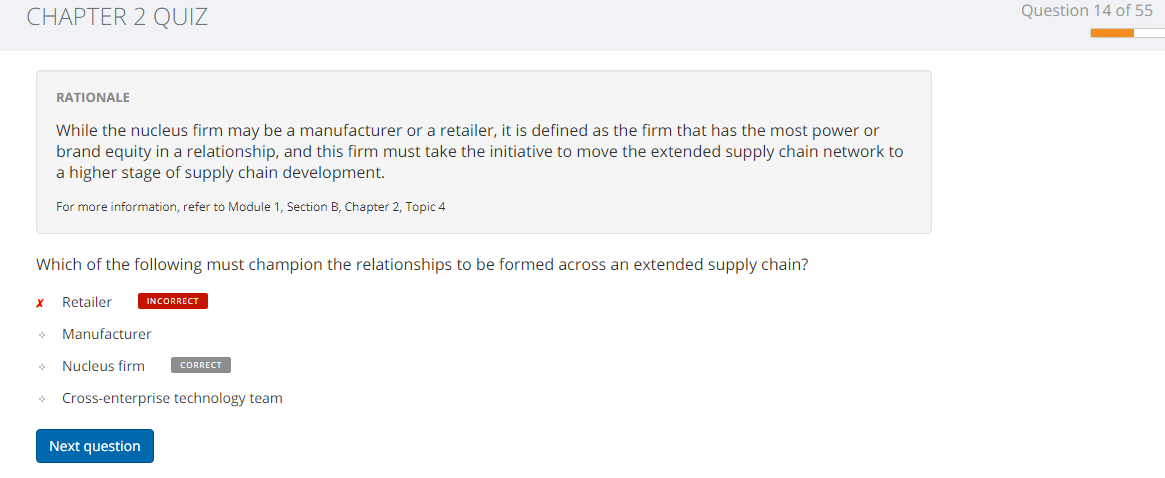 CHAPTER 2 QUIZ
Question 14 of 55
RATIONALE
While the nucleus firm may be a manufacturer or a retailer, it is defined as the firm that has the most power or
brand equity in a relationship, and this firm must take the initiative to move the extended supply chain network to
a higher stage of supply chain development.
For more information, refer to Module 1, Section B, Chapter 2, Topic 4
Which of the following must champion the relationships to be formed across an extended supply chain?
✗ Retailer INCORRECT
Manufacturer
Nucleus firm CORRECT
Cross-enterprise technology team
Next question